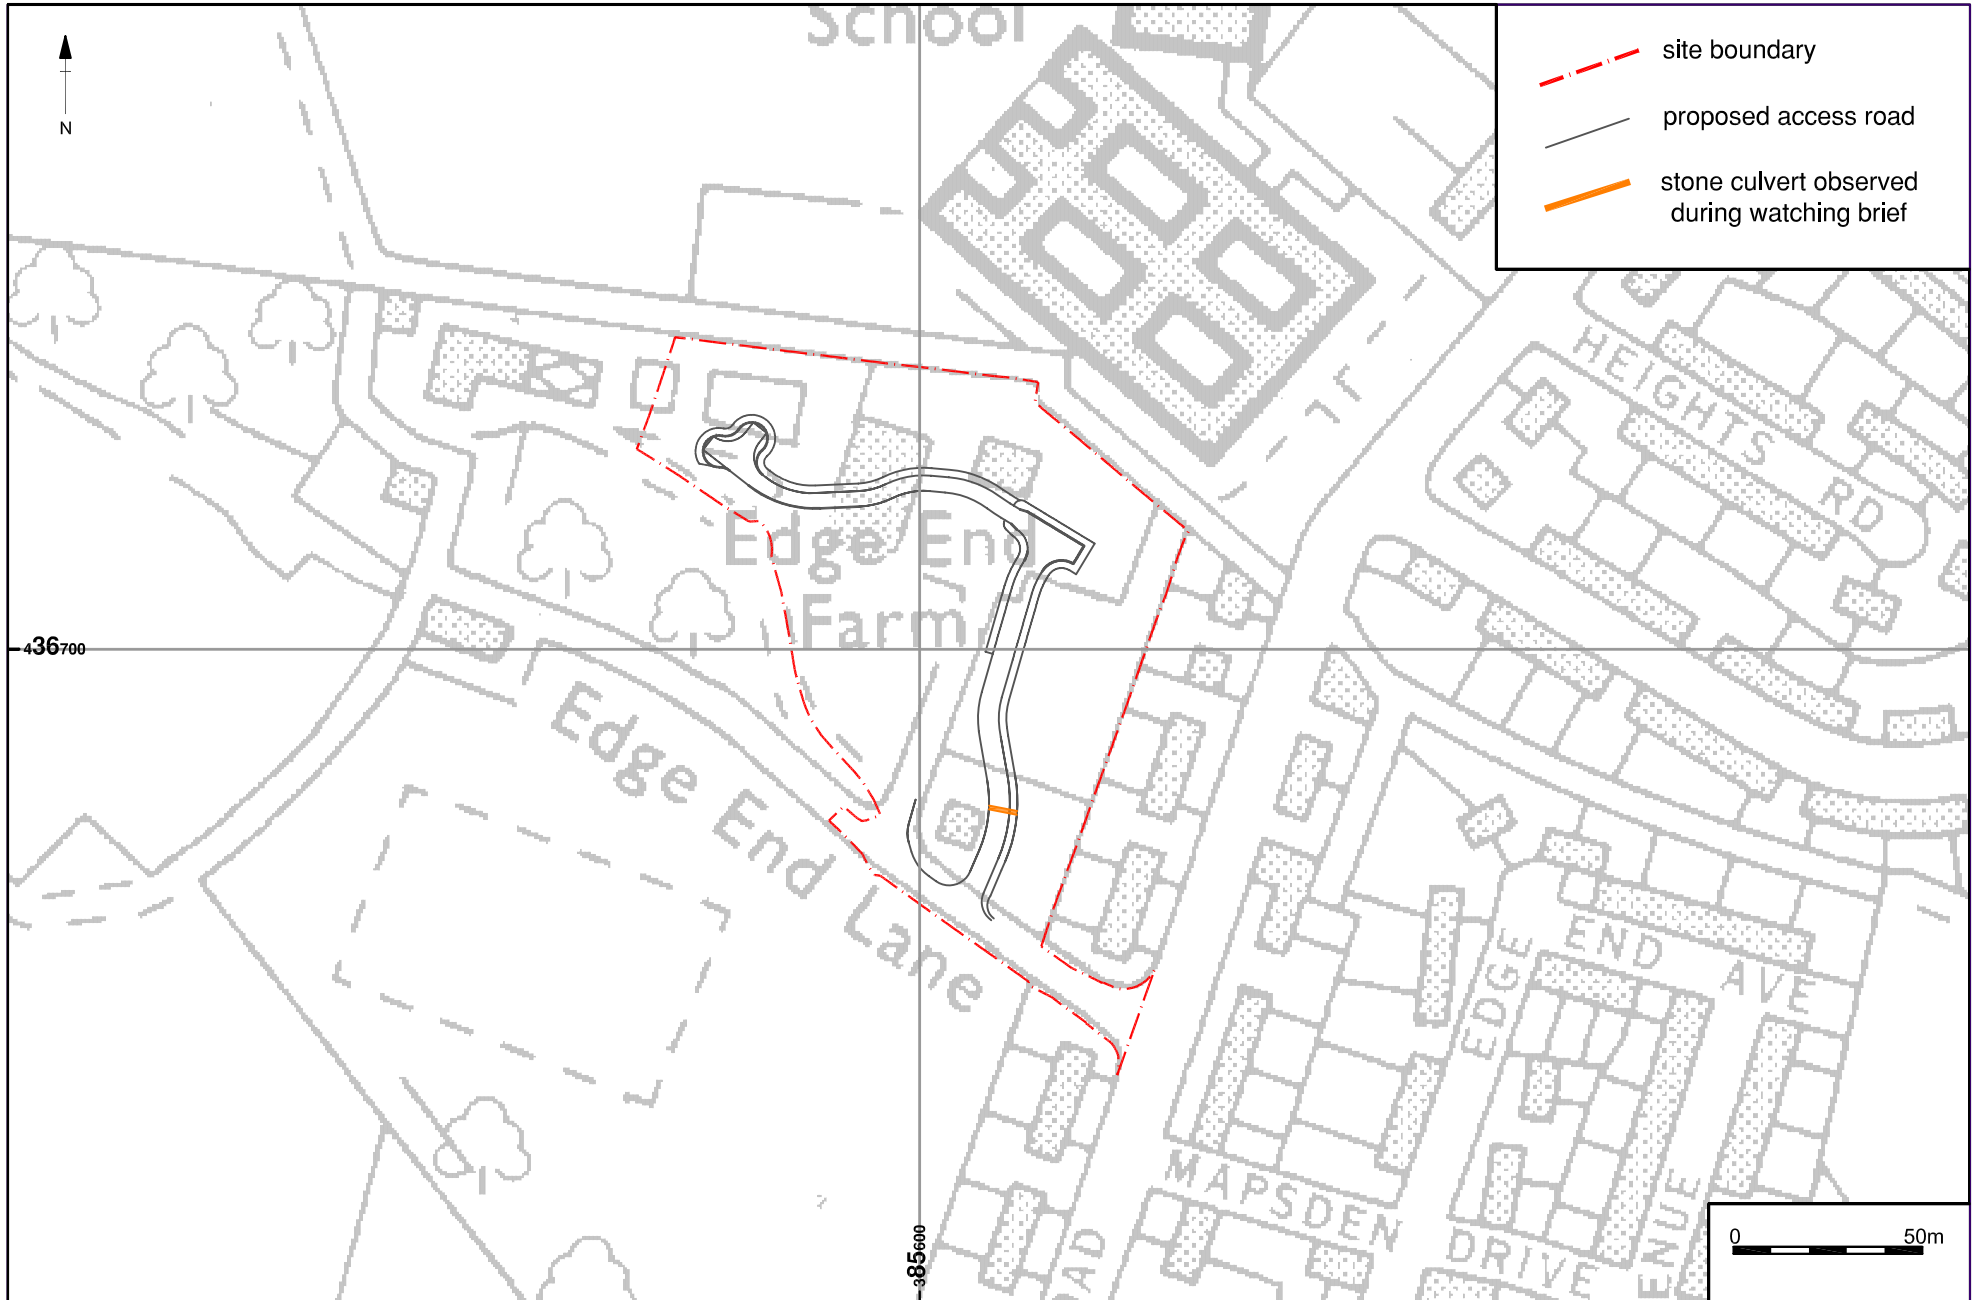 School
N
site boundary
proposed access road
stone culvert observed
during watching brief
HEIGHTS RD
Edge End
Farm
436700
Edge End Lane
EDGE
END AVE
MAPSDEN
DRIVE
385600
0 50m